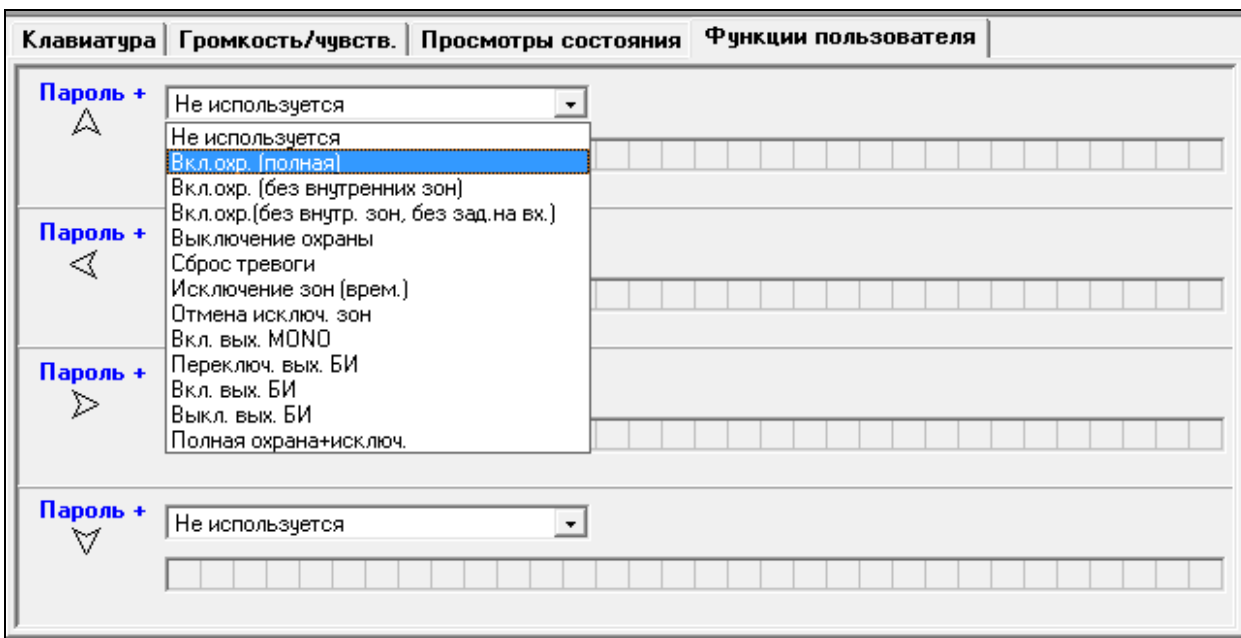 Клавиатура Громкость/чувств. Просмотры состояния Функции пользователя
Пароль +
Не используется
Не используется
Вкл.охр. (полная)
Вкл.охр. (без внутренних зон)
Вкл.охр.(без внутр. зон, без зад.на вх.)
Выключение охраны
Сброс тревоги
Исключение зон (врем.)
Отмена исключ. зон
Вкл. вых. MONO
Переключ. вых. БИ
Вкл. вых. БИ
Выкл. вых. БИ
Полная охрана+исключ.
Пароль +
Пароль +
Пароль +
Не используется